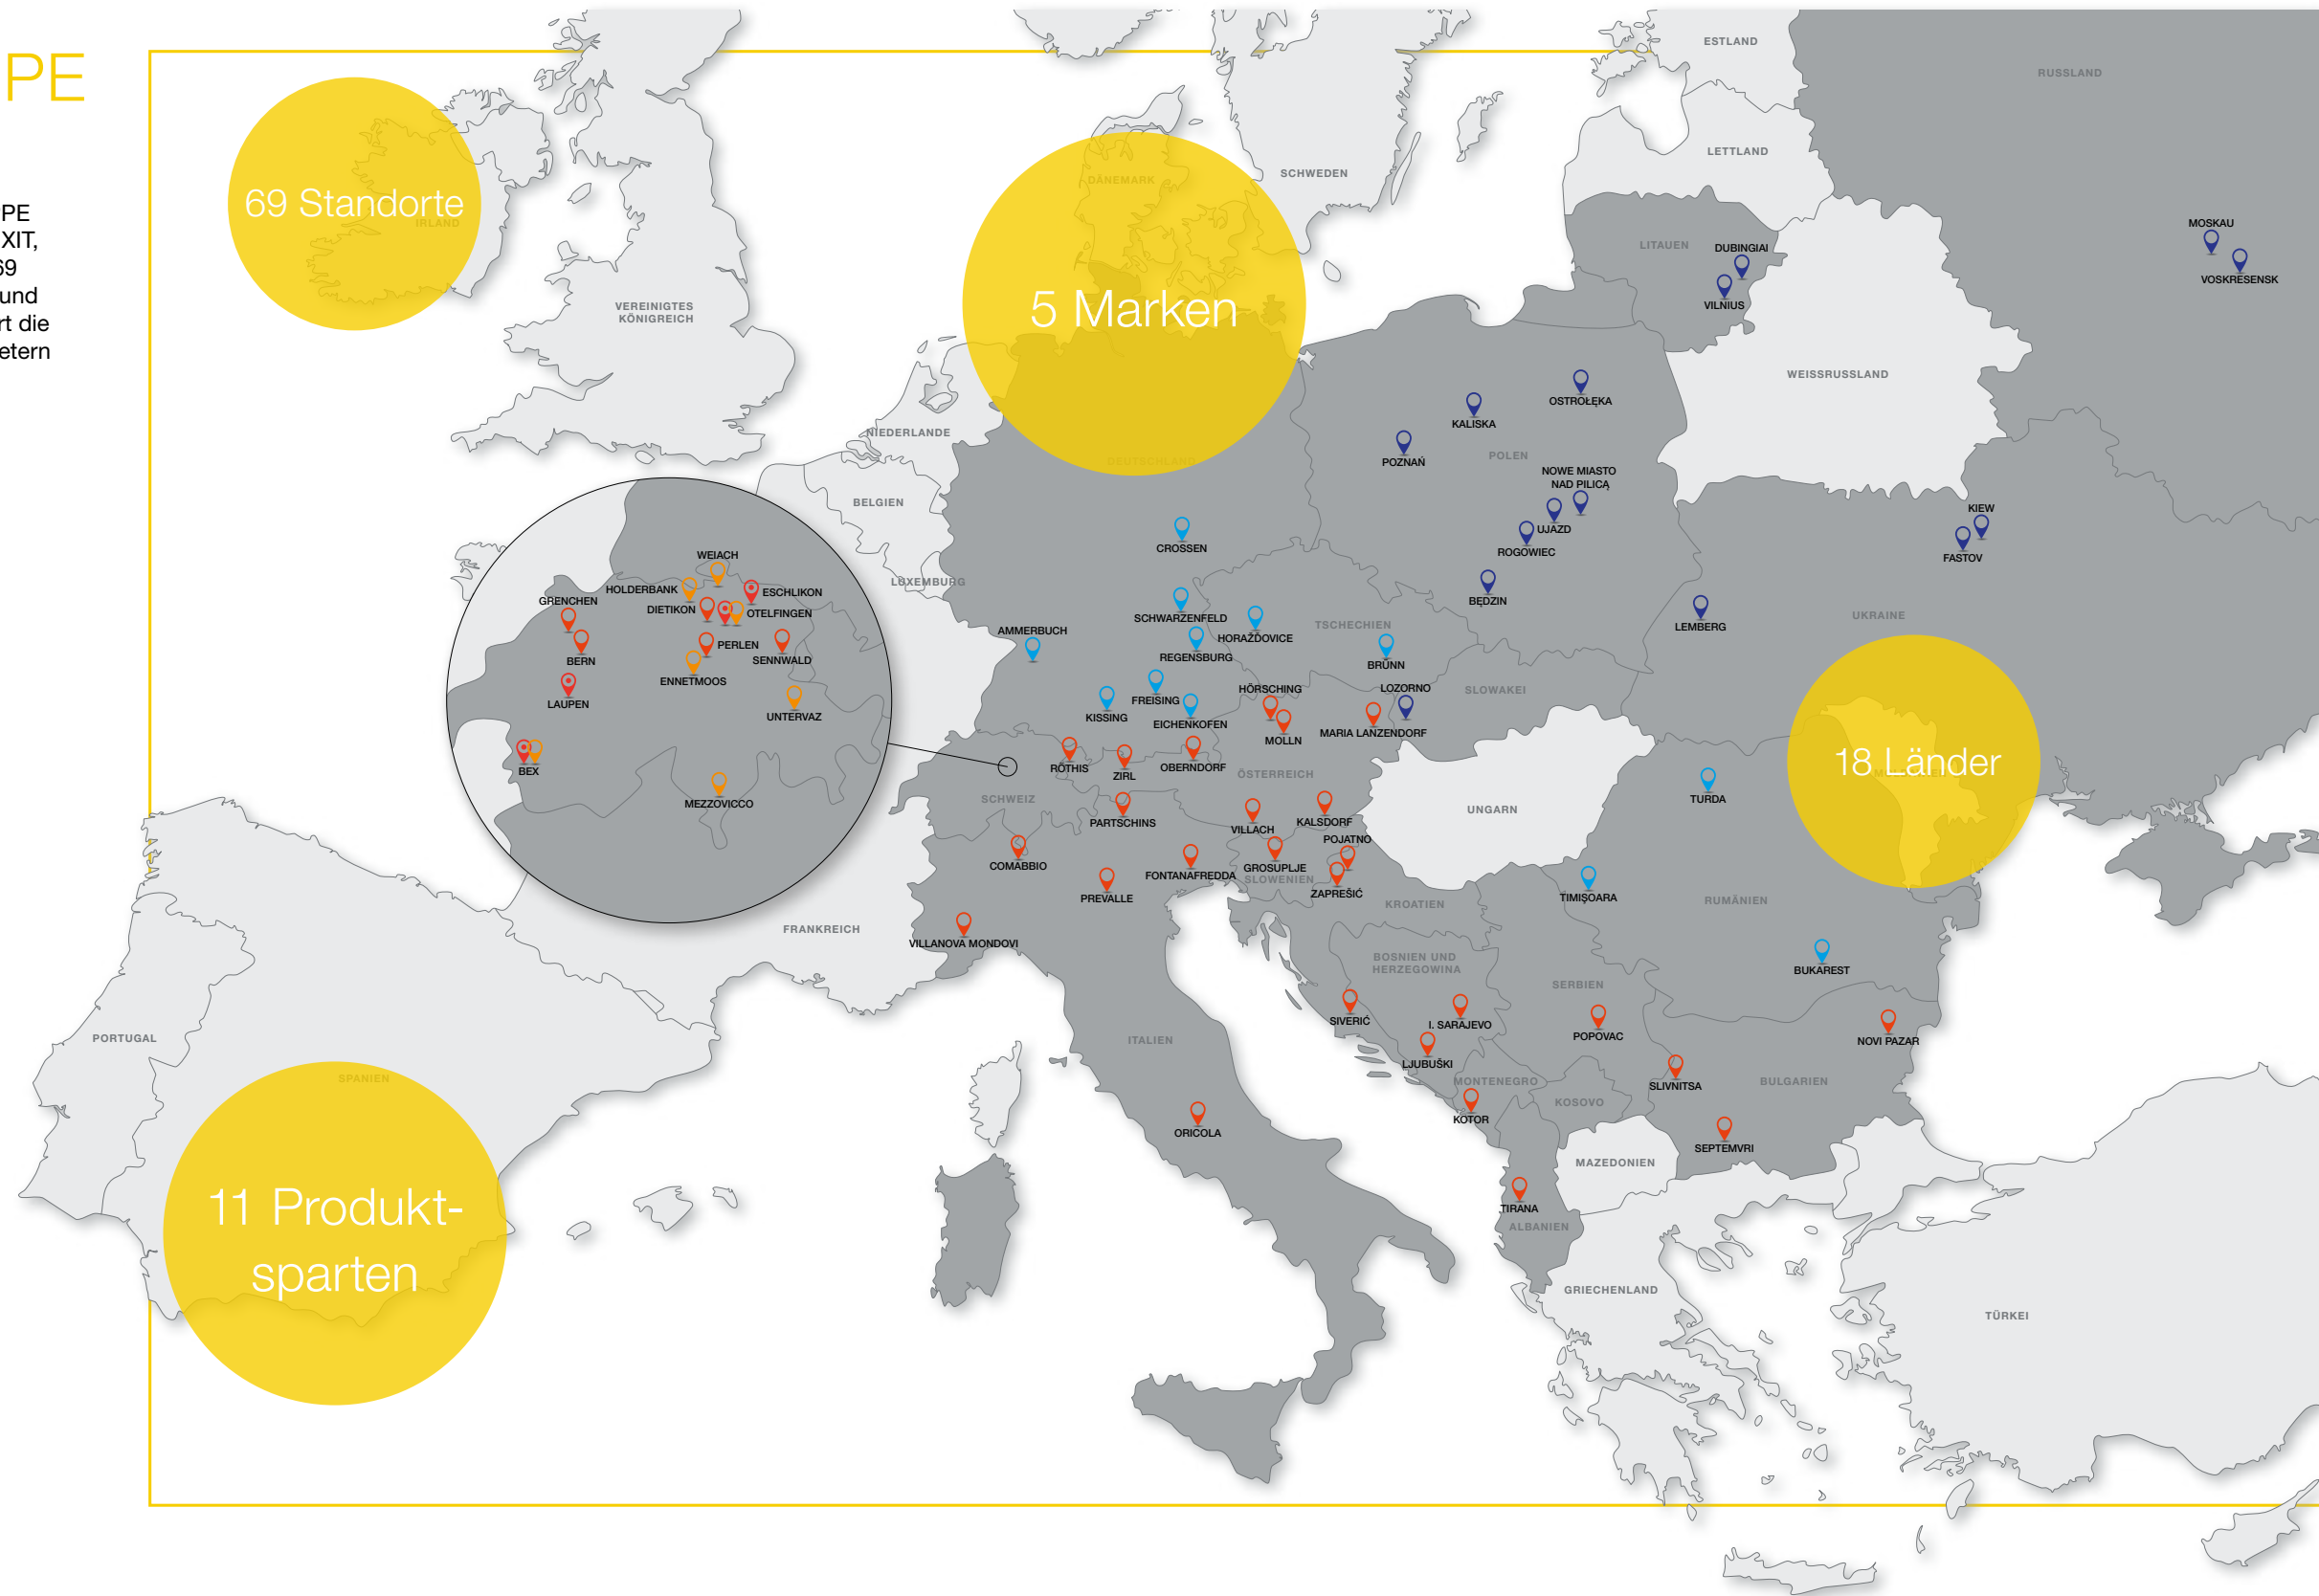 PE
PE
XIT,
69
und
rt die
etern
69 Standorte
IRLAND
5 Marken
DÄNEMARK
DEUTSCHLAND
18 Länder
11 Produkt-
sparten
SPANIEN
ESTLAND
RUSSLAND
LETTLAND
SCHWEDEN
LITAUEN
DUBINGIAI
VILNIUS
MOSKAU
VOSKRESENSK
VEREINIGTES
KÖNIGREICH
WEISSRUSSLAND
NIEDERLANDE
BELGIEN
LUXEMBURG
OSTROŁĘKA
KALISKA
POZNAŃ
POLEN
NOWE MIASTO
NAD PILICĄ
UJAZD
ROGOWIEC
BĘDZIN
KIEW
FASTOV
LEMBERG
UKRAINE
CROSSEN
SCHWARZENFELD
HORAŽĎOVICE
TSCHECHIEN
REGENSBURG
BRÜNN
AMMERBUCH
FREISING
KISSING
EICHENKOFEN
HÖRSCHING
MOLLN
LOZORNO
SLOWAKEI
MARIA LANZENDORF
WEIACH
HOLDERBANK
ESCHLIKON
GRENCHEN
DIETIKON
OTELFINGEN
BERN
PERLEN
SENNWALD
ENNETMOOS
LAUPEN
UNTERVAZ
BEX
MEZZOVICCO
RÖTHIS
ZIRL
OBERNDORF
ÖSTERREICH
SCHWEIZ
PARTSCHINS
VILLACH
KALSDORF
POJATNO
UNGARN
TURDA
COMABBIO
FONTANAFREDDA
GROSUPLJE
SLOWENIEN
ZAPREŠIĆ
PREVALLE
KROATIEN
TIMIŞOARA
RUMÄNIEN
FRANKREICH
VILLANOVA MONDOVI
BOSNIEN UND
HERZEGOWINA
SERBIEN
BUKAREST
SIVERIĆ
I. SARAJEVO
POPOVAC
NOVI PAZAR
PORTUGAL
ITALIEN
LJUBUŠKI
MONTENEGRO
SLIVNITSA
BULGARIEN
KOSOVO
KOTOR
ORICOLA
SEPTEMVRI
MAZEDONIEN
TIRANA
ALBANIEN
GRIECHENLAND
TÜRKEI